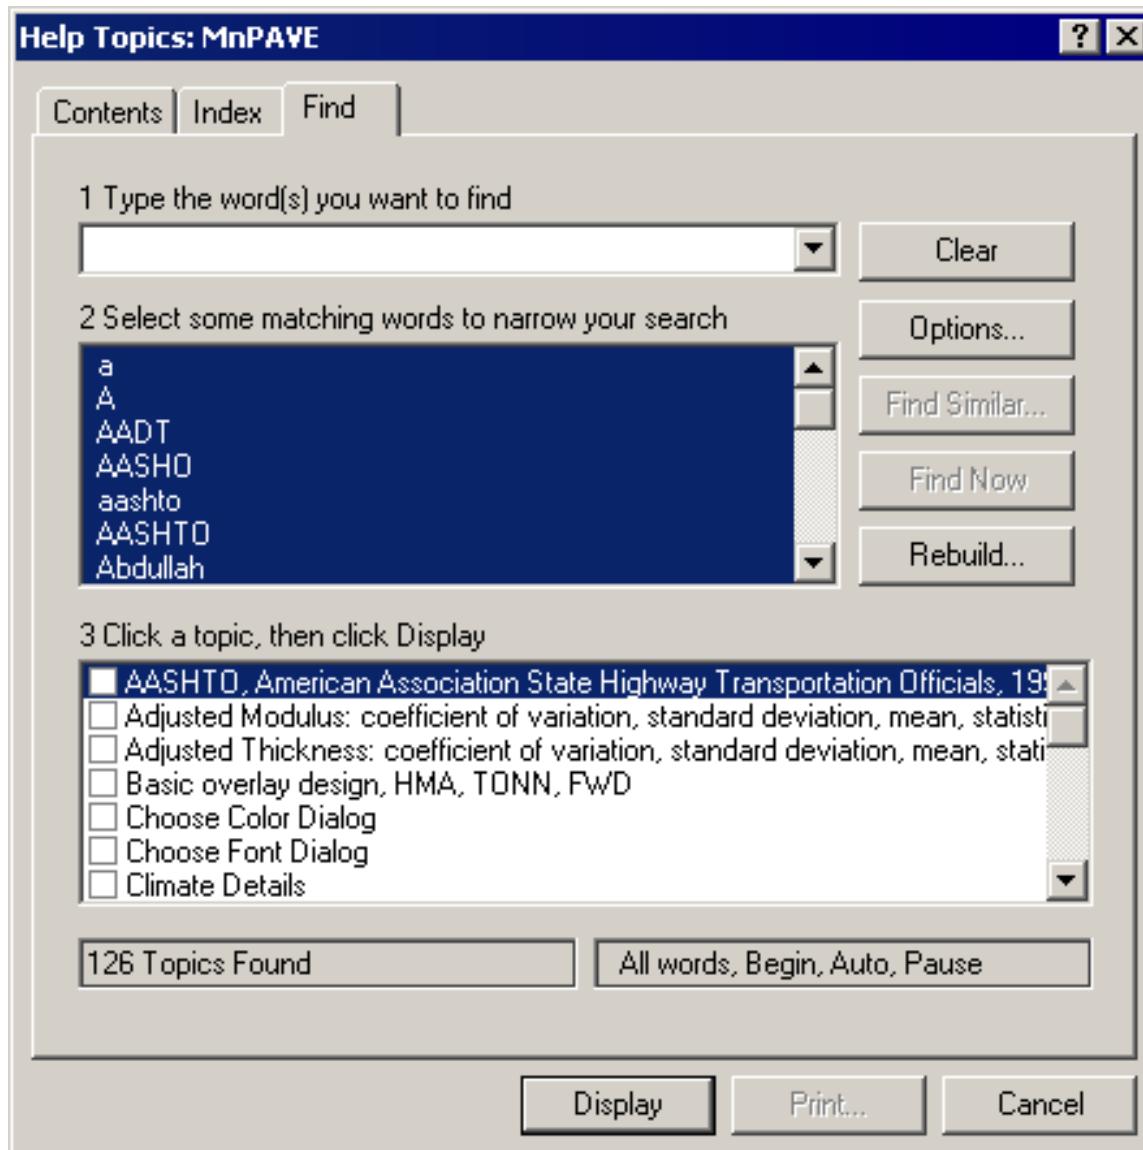 Help Topics: MnPAVE
Contents Index Find
1 Type the word(s) you want to find
Clear
2 Select some matching words to narrow your search
Options...
a
A
AADT
AASHO
aashto
AASHTO
Abdullah
Find Similar...
Find Now
Rebuild...
3 Click a topic, then click Display
AASHTO, American Association State Highway Transportation Officials, 19
Adjusted Modulus: coefficient of variation, standard deviation, mean, statisti
Adjusted Thickness: coefficient of variation, standard deviation, mean, stati
Basic overlay design, HMA, TONN, FWD
Choose Color Dialog
Choose Font Dialog
Climate Details
126 Topics Found
All words, Begin, Auto, Pause
Display Print... Cancel